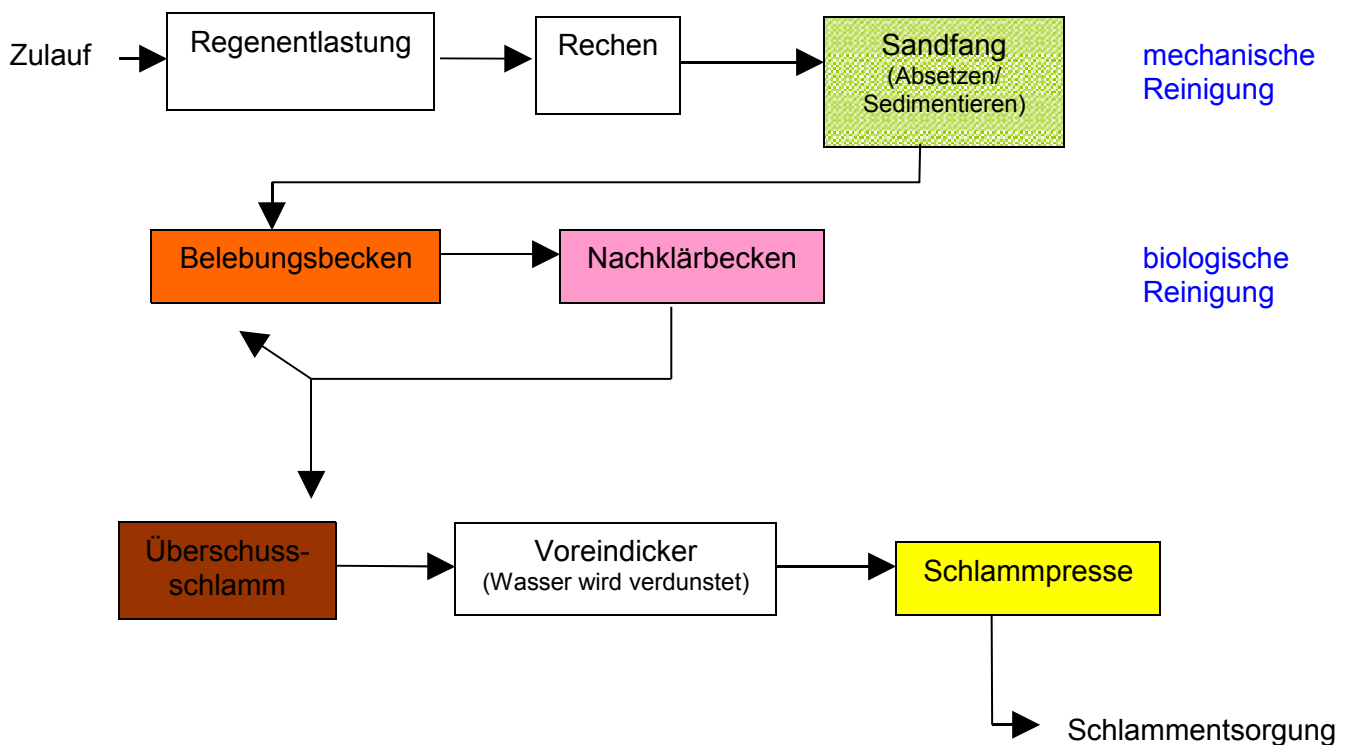 Zulauf
Regenentlastung
Rechen
Sandfang
(Absetzen/
Sedimentieren)
mechanische
Reinigung
Belebungsbecken
Nachklärbecken
biologische
Reinigung
Überschuss-
schlamm
Voreindicker
(Wasser wird verdunstet)
Schlammpresse
Schlammentsorgung